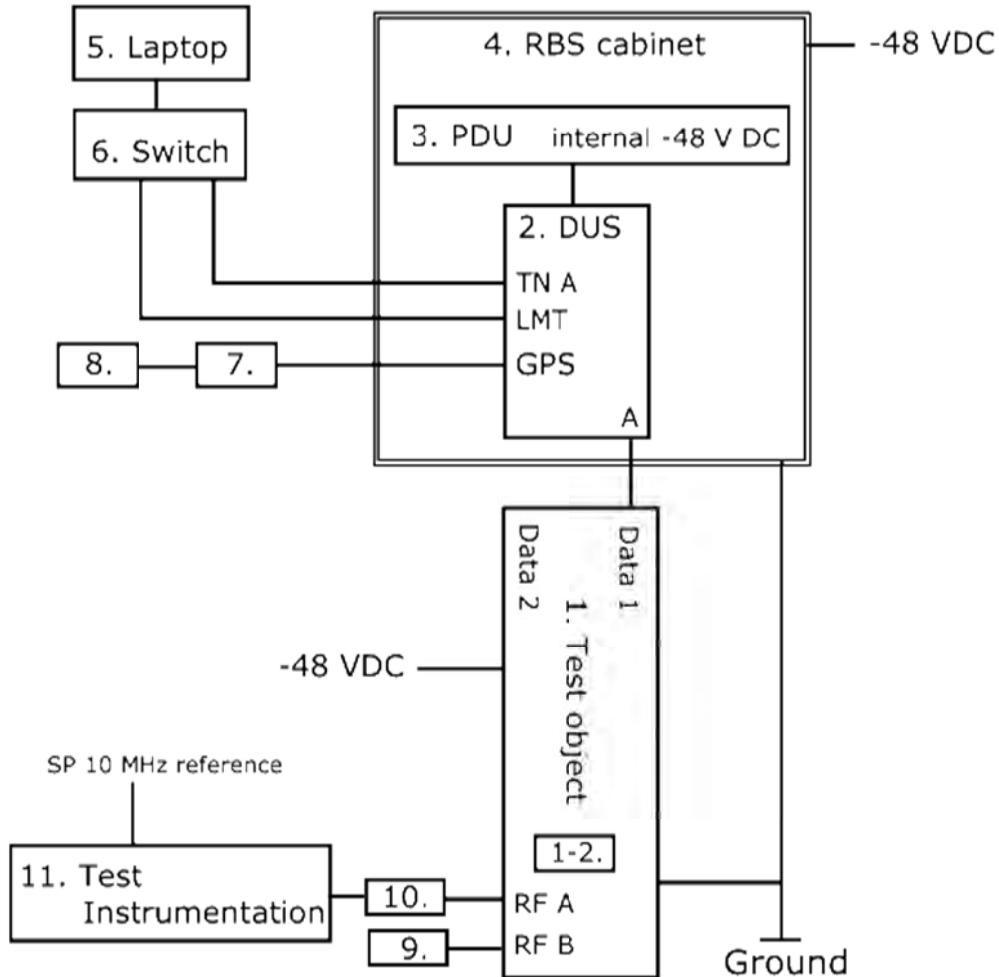 5. Laptop
6. Switch
4. RBS cabinet
-48 VDC
3. PDU internal -48 V DC
2. DUS
TN A
LMT
GPS
A
8.
7.
Data 2
Data 1
1. Test object
-48 VDC
1-2.
SP 10 MHz reference
11. Test
Instrumentation
10.
9.
RF A
RF B
Ground